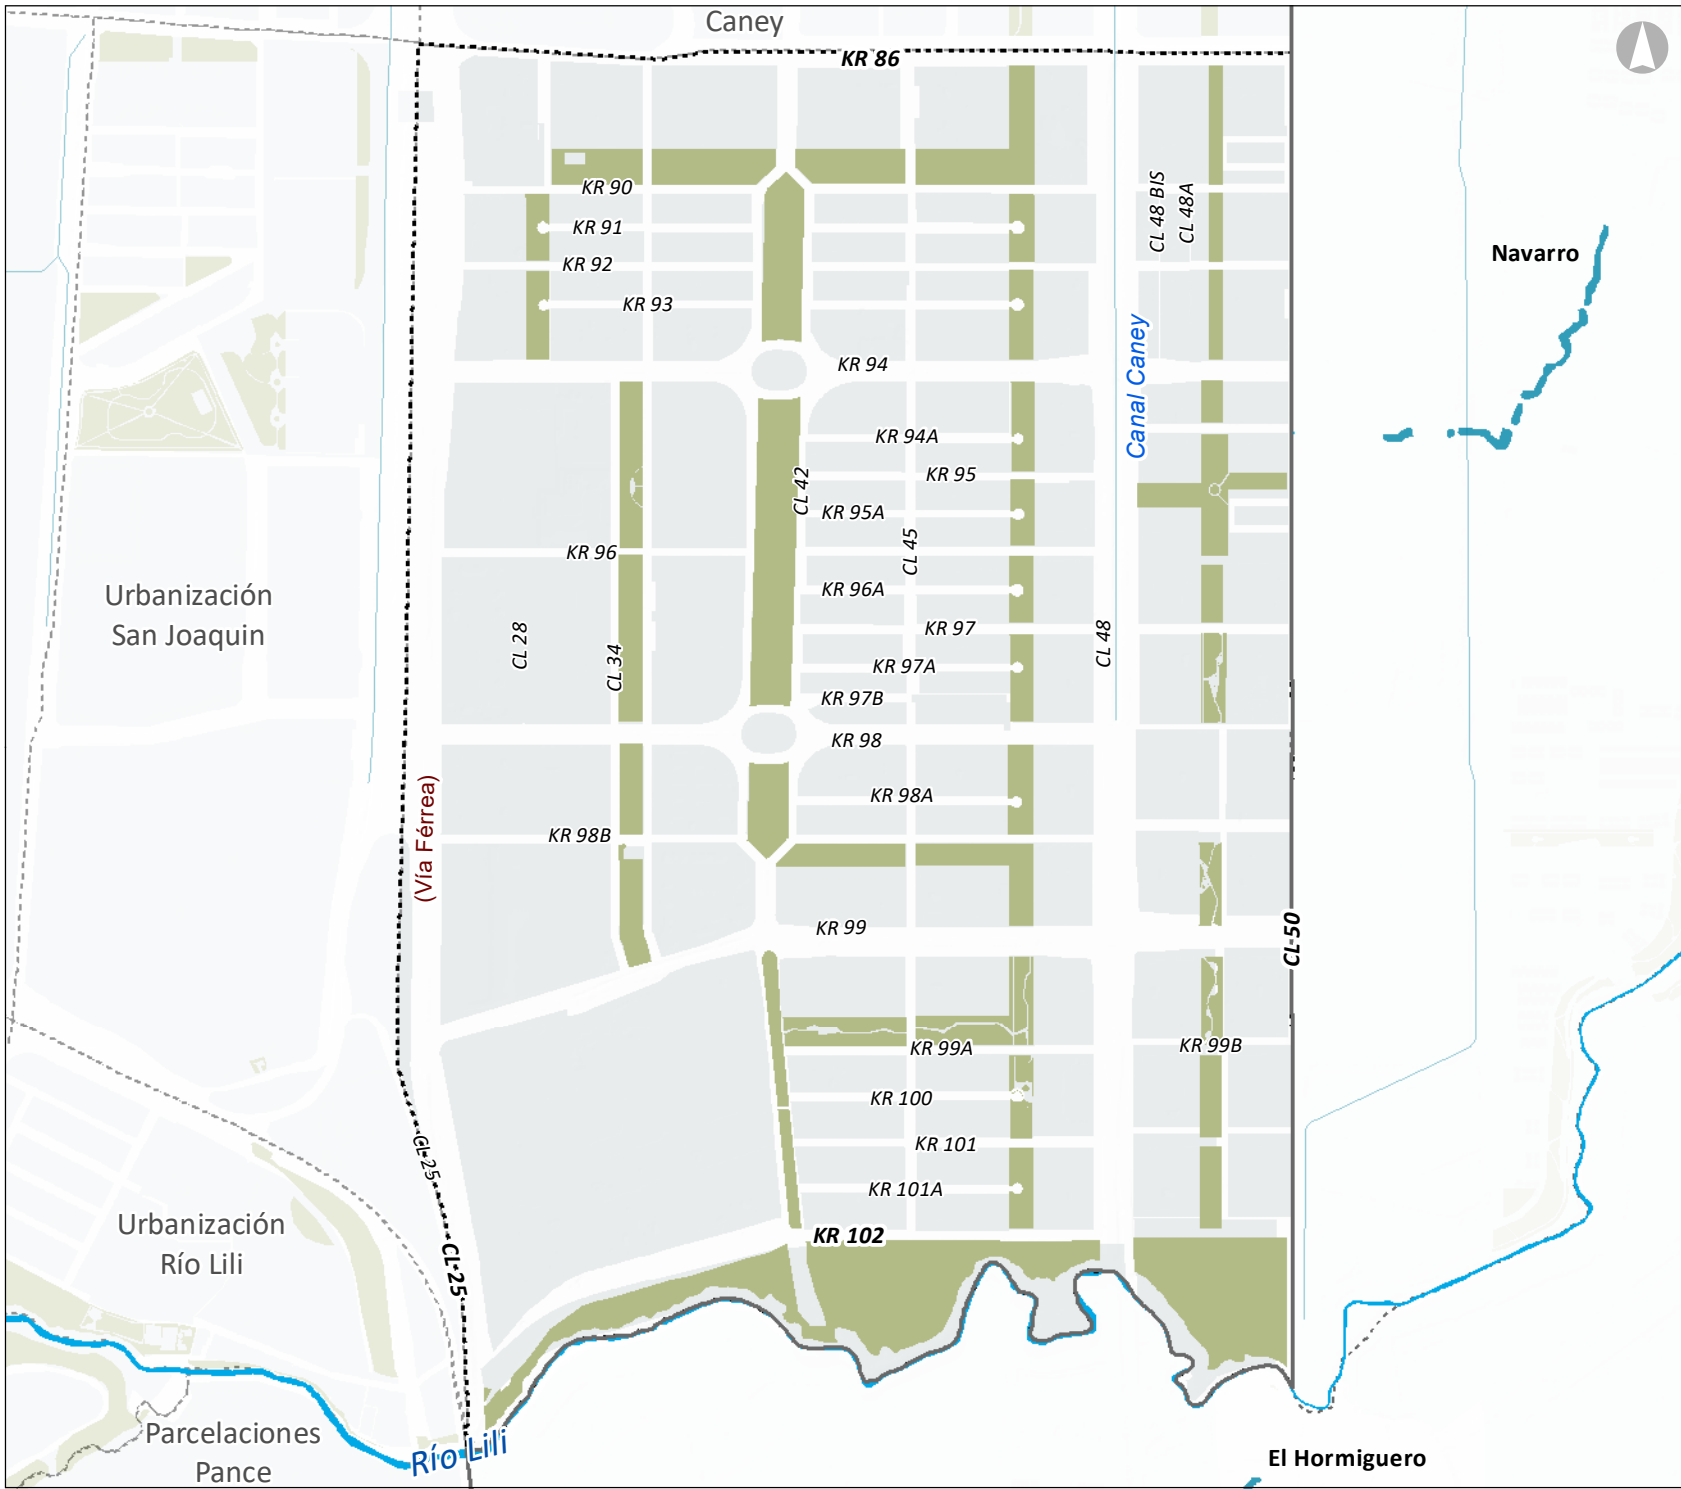 Caney
KR 86
KR 90
CL 48 BIS
CL 48A
KR 91
Navarro
KR 92
KR 93
Canal Caney
KR 94
KR 94A
KR 95
CL 42
KR 95A
CL 45
KR 96
KR 96A
Urbanización
San Joaquin
CL 28
CL 34
KR 97
CL 48
KR 97A
KR 97B
KR 98
(Vía Férrea)
KR 98A
KR 98B
KR 99
CL 50
KR 99A
KR 99B
KR 100
CL 25
KR 101
KR 101A
Urbanización
Río Lili
KR 102
CL 25
Parcelaciones
Pance
Río Lili
El Hormiguero